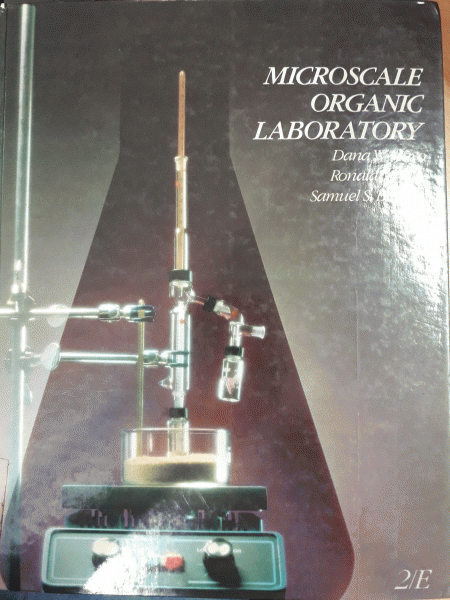 MICROSCALE
ORGANIC
LABORATORY
Dana
Ronald
Samuel S.
2/E